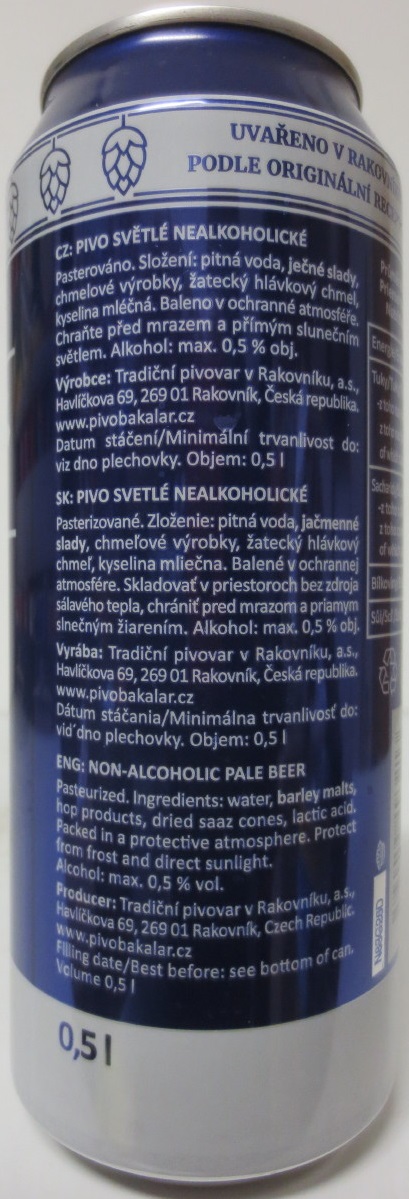 UVAŘENO V
PODLE ORIGINÁLNÍ
CZ: PIVO SVĚTLÉ NEALKOHOLICKÉ
Pasterováno. Složení: pitná voda, ječné slady,
chmelové výrobky, žatecký hlávkový chmel,
kyselina mléčná. Baleno v ochranné atmosféře.
Chraňte před mrazem a přímým slunečním
světlem. Alkohol: max. 0,5 % obj.
Výrobce: Tradiční pivovar v Rakovníku, a.s.,
Havlíčkova 69, 269 01 Rakovník, Česká republika.
www.pivobakalar.cz
Datum stáčení/Minimální trvanlivost do:
viz dno plechovky. Objem: 0,5 l
SK: PIVO SVETLÉ NEALKOHOLICKÉ
Pasterizované. Zloženie: pitná voda, jačmenné
slady, chmeľové výrobky, žatecký hlávkový
chmeľ, kyselina mliečna. Balené v ochrannej
atmosfére. Skladovať v priestoroch bez zdroja
sálavého tepla, chrániť pred mrazom a priamym
slnečným žiarením. Alkohol: max. 0,5 % obj.
Vyrába: Tradiční pivovar v Rakovníku, a.s.,
Havlíčkova 69, 269 01 Rakovník, Česká republika.
www.pivobakalar.cz
Dátum stáčania/Minimálna trvanlivosť do:
viď dno plechovky. Objem: 0,5 l
ENG: NON-ALCOHOLIC PALE BEER
Pasteurized. Ingredients: water, barley malts,
hop products, dried saaz cones, lactic acid.
Packed in a protective atmosphere. Protect
from frost and direct sunlight.
Alcohol: max. 0,5 % vol.
Producer: Tradiční pivovar v Rakovníku, a.s.,
Havlíčkova 69, 269 01 Rakovník, Czech Republic.
www.pivobakalar.cz
Filling date/Best before: see bottom of can.
Volume 0,5 l
0,5 l